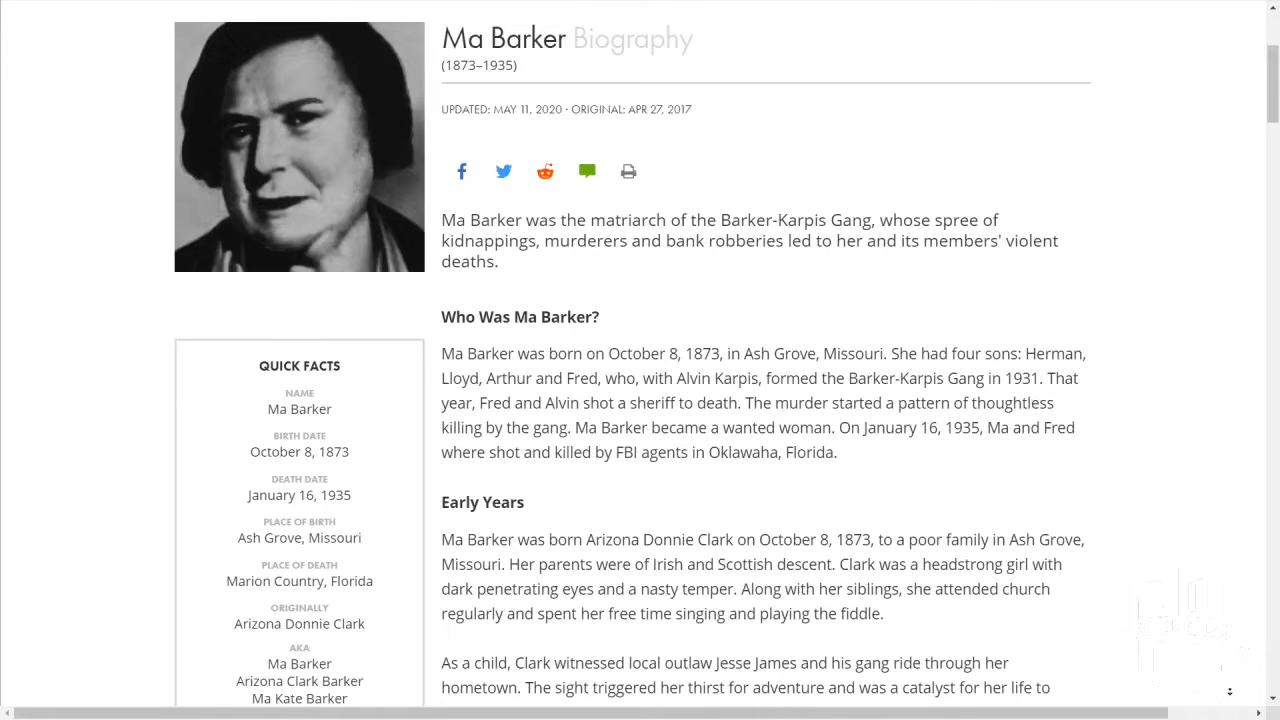 Ma Barker Biography
(1873–1935)
UPDATED: MAY 11, 2020 · ORIGINAL: APR 27, 2017
Ma Barker was the matriarch of the Barker-Karpis Gang, whose spree of
kidnappings, murderers and bank robberies led to her and its members' violent
deaths.
Who Was Ma Barker?
Ma Barker was born on October 8, 1873, in Ash Grove, Missouri. She had four sons: Herman,
Lloyd, Arthur and Fred, who, with Alvin Karpis, formed the Barker-Karpis Gang in 1931. That
year, Fred and Alvin shot a sheriff to death. The murder started a pattern of thoughtless
killing by the gang. Ma Barker became a wanted woman. On January 16, 1935, Ma and Fred
where shot and killed by FBI agents in Oklawaha, Florida.
Early Years
Ma Barker was born Arizona Donnie Clark on October 8, 1873, to a poor family in Ash Grove,
Missouri. Her parents were of Irish and Scottish descent. Clark was a headstrong girl with
dark penetrating eyes and a nasty temper. Along with her siblings, she attended church
regularly and spent her free time singing and playing the fiddle.
As a child, Clark witnessed local outlaw Jesse James and his gang ride through her
hometown. The sight triggered her thirst for adventure and was a catalyst for her life to
QUICK FACTS
NAME
Ma Barker
BIRTH DATE
October 8, 1873
DEATH DATE
January 16, 1935
PLACE OF BIRTH
Ash Grove, Missouri
PLACE OF DEATH
Marion Country, Florida
ORIGINALLY
Arizona Donnie Clark
AKA
Ma Barker
Arizona Clark Barker
Ma Kate Barker